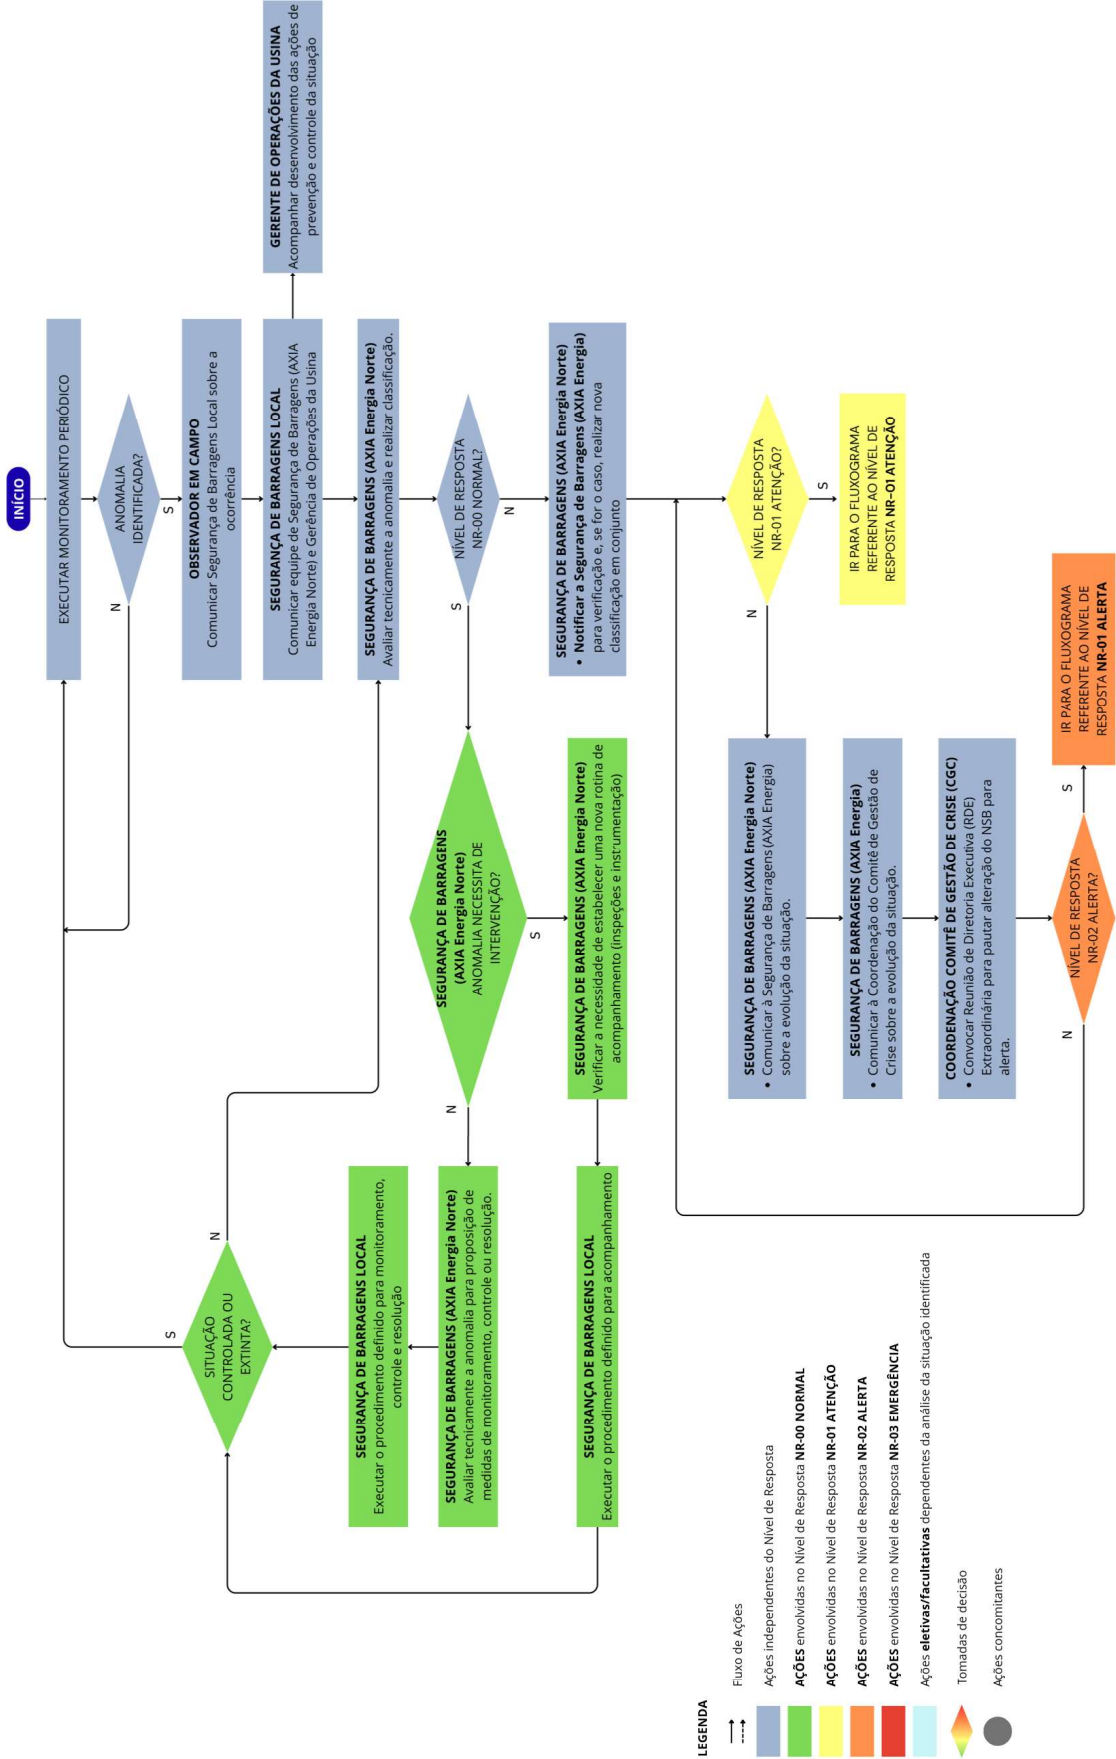 INÍCIO
EXECUTAR MONITORAMENTO PERIÓDICO
ANOMALIA
IDENTIFICADA?
N
S
OBSERVADOR EM CAMPO
Comunicar Segurança de Barragens Local sobre a
ocorrência
SEGURANÇA DE BARRAGENS LOCAL
Comunicar equipe de Segurança de Barragens (AXIA
Energia Norte) e Gerência de Operações da Usina
GERENTE DE OPERAÇÕES DA USINA
Acompanhar desenvolvimento das ações de
prevenção e controle da situação
SEGURANÇA DE BARRAGENS (AXIA Energia Norte)
Avaliar tecnicamente a anomalia e realizar classificação.
NÍVEL DE RESPOSTA
NR-00 NORMAL?
S
N
SEGURANÇA DE BARRAGENS (AXIA Energia Norte)
• Notificar a Segurança de Barragens (AXIA Energia)
para verificação e, se for o caso, realizar nova
classificação em conjunto
SEGURANÇA DE BARRAGENS
(AXIA Energia Norte)
ANOMALIA NECESSITA DE
INTERVENÇÃO?
N
S
SEGURANÇA DE BARRAGENS (AXIA Energia Norte)
Verificar a necessidade de estabelecer uma nova rotina de
acompanhamento (inspeções e instrumentação)
SITUAÇÃO
CONTROLADA OU
EXTINTA?
S
N
SEGURANÇA DE BARRAGENS LOCAL
Executar o procedimento definido para monitoramento,
controle e resolução
SEGURANÇA DE BARRAGENS (AXIA Energia Norte)
Avaliar tecnicamente a anomalia para proposição de
medidas de monitoramento, controle ou resolução.
SEGURANÇA DE BARRAGENS LOCAL
Executar o procedimento definido para acompanhamento
NÍVEL DE RESPOSTA
NR-01 ATENÇÃO?
N
S
IR PARA O FLUXOGRAMA
REFERENTE AO NÍVEL DE
RESPOSTA NR-O1 ATENÇÃO
SEGURANÇA DE BARRAGENS (AXIA Energia Norte)
• Comunicar à Segurança de Barragens (AXIA Energia)
sobre a evolução da situação.
SEGURANÇA DE BARRAGENS (AXIA Energia)
• Comunicar à Coordenação do Comitê de Gestão de
Crise sobre a evolução da situação.
COORDENAÇÃO COMITÊ DE GESTÃO DE CRISE (CGC)
• Convocar Reunião de Diretoria Executiva (RDE)
Extraordinária para pautar alteração do NSB para
alerta.
NÍVEL DE RESPOSTA
NR-02 ALERTA?
N
S
IR PARA O FLUXOGRAMA
REFERENTE AO NÍVEL DE
RESPOSTA NR-01 ALERTA
LEGENDA
Fluxo de Ações
Ações independentes do Nível de Resposta
AÇÕES envolvidas no Nível de Resposta NR-00 NORMAL
AÇÕES envolvidas no Nível de Resposta NR-01 ATENÇÃO
AÇÕES envolvidas no Nível de Resposta NR-02 ALERTA
AÇÕES envolvidas no Nível de Resposta NR-03 EMERGÊNCIA
Ações eletivas/facultativas dependentes da análise da situação identificada
Tomadas de decisão
Ações concomitantes